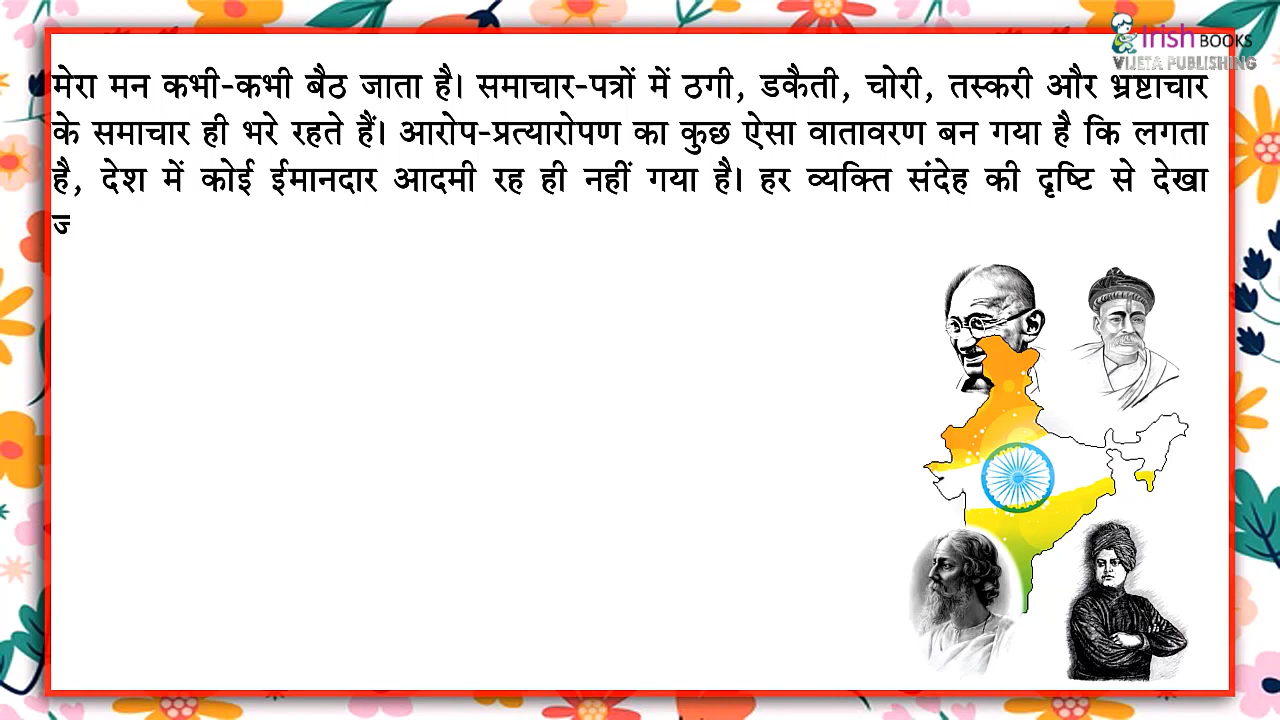 Irish BOOKS
VIJETA PUBLISHING
मेरा मन कभी-कभी बैठ जाता है। समाचार-पत्रों में ठगी, डकैती, चोरी, तस्करी और भ्रष्टाचार
के समाचार ही भरे रहते हैं। आरोप-प्रत्यारोपण का कुछ ऐसा वातावरण बन गया है कि लगता
है, देश में कोई ईमानदार आदमी रह ही नहीं गया है। हर व्यक्ति संदेह की दृष्टि से देखा